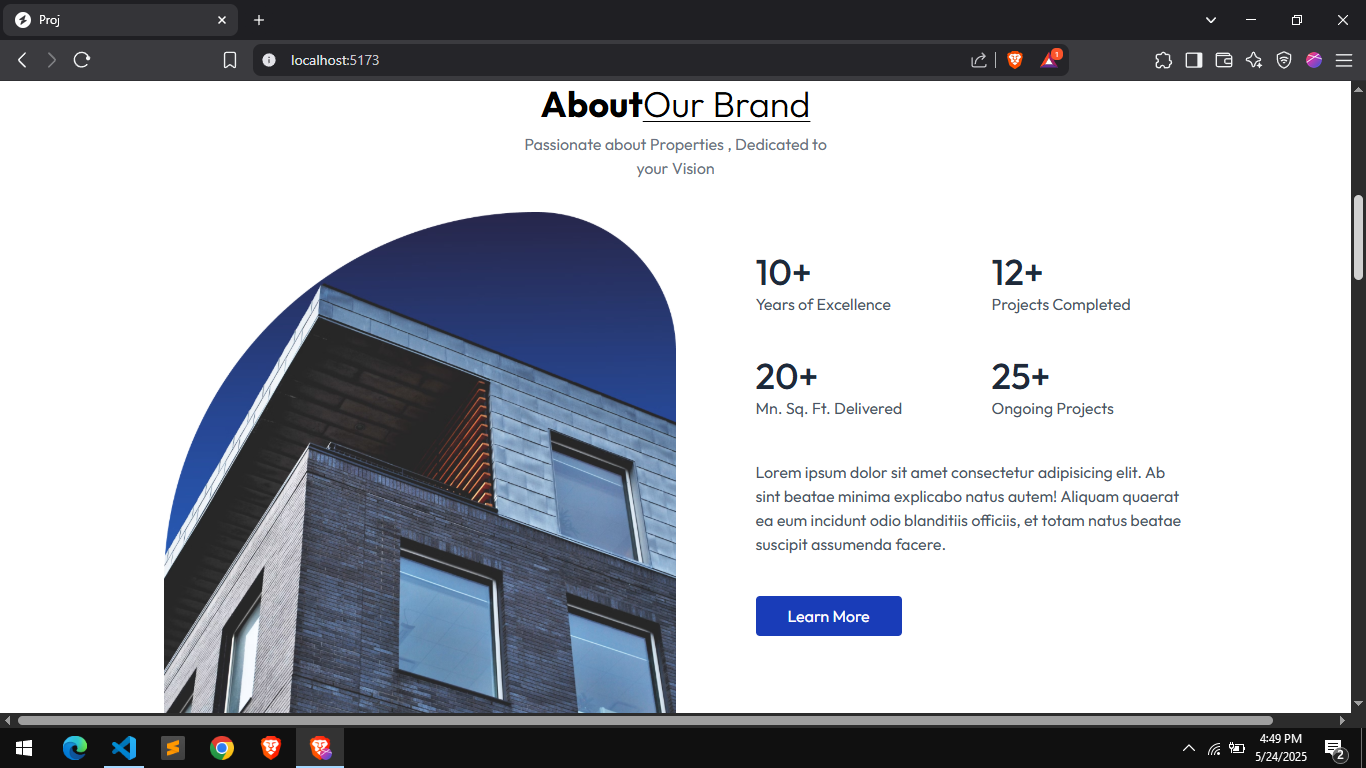 Proj
localhost:5173
1
AboutOur Brand
Passionate about Properties , Dedicated to
your Vision
10+
Years of Excellence
12+
Projects Completed
20+
Mn. Sq. Ft. Delivered
25+
Ongoing Projects
Lorem ipsum dolor sit amet consectetur adipisicing elit. Ab
sint beatae minima explicabo natus autem! Aliquam quaerat
ea eum incidunt odio blanditiis officiis, et totam natus beatae
suscipit assumenda facere.
Learn More
4:49 PM
5/24/2025
2